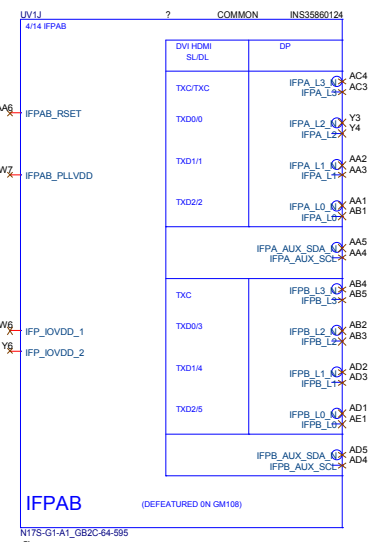 UV1J ? COMMON INS35860124
4/14 IFPAB
DVI HDMI DP
SL/DL
IFPA_L3_N AC4
TXC/TXC IFPA_L3 AC3
AA6 IFPAB_RSET
TXD0/0 IFPA_L2_N Y3
IFPA_L2 Y4
TXD1/1 IFPA_L1_N AA2
IFPA_L1 AA3
W7 IFPAB_PLLVDD
TXD2/2 IFPA_L0_N AA1
IFPA_L0 AB1
IFPA_AUX_SDA_N AA5
IFPA_AUX_SCL AA4
TXC IFPB_L3_N AB4
IFPB_L3 AB5
W6 IFP_IOVDD_1
TXD0/3 IFPB_L2_N AB2
IFPB_L2 AB3
Y6 IFP_IOVDD_2
TXD1/4 IFPB_L1_N AD2
IFPB_L1 AD3
TXD2/5 IFPB_L0_N AD1
IFPB_L0 AE1
IFPB_AUX_SDA_N AD5
IFPB_AUX_SCL AD4
IFPAB (DEFEATURED 0N GM108)
N17S-G1-A1_GB2C-64-595